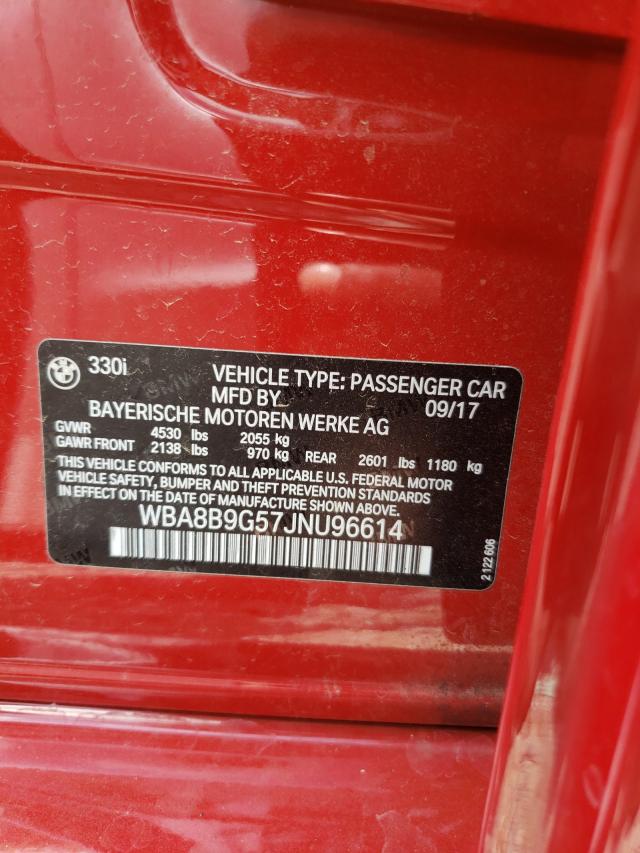 330i
VEHICLE TYPE: PASSENGER CAR
MFD BY 09/17
BAYERISCHE MOTOREN WERKE AG
GVWR 4530 lbs 2055 kg
GAWR FRONT 2138 lbs 970 kg REAR 2601 lbs 1180 kg
THIS VEHICLE CONFORMS TO ALL APPLICABLE U.S. FEDERAL MOTOR
VEHICLE SAFETY, BUMPER, AND THEFT PREVENTION STANDARDS
IN EFFECT ON THE DATE OF MANUFACTURE SHOWN ABOVE.
WBA8B9G57JNU96614
2 122 606